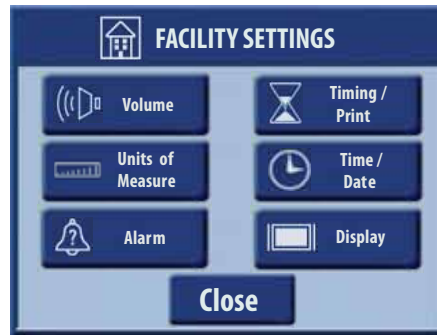 FACILITY SETTINGS
Volume
Timing /
Print
Units of
Measure
Time /
Date
Alarm
Display
Close